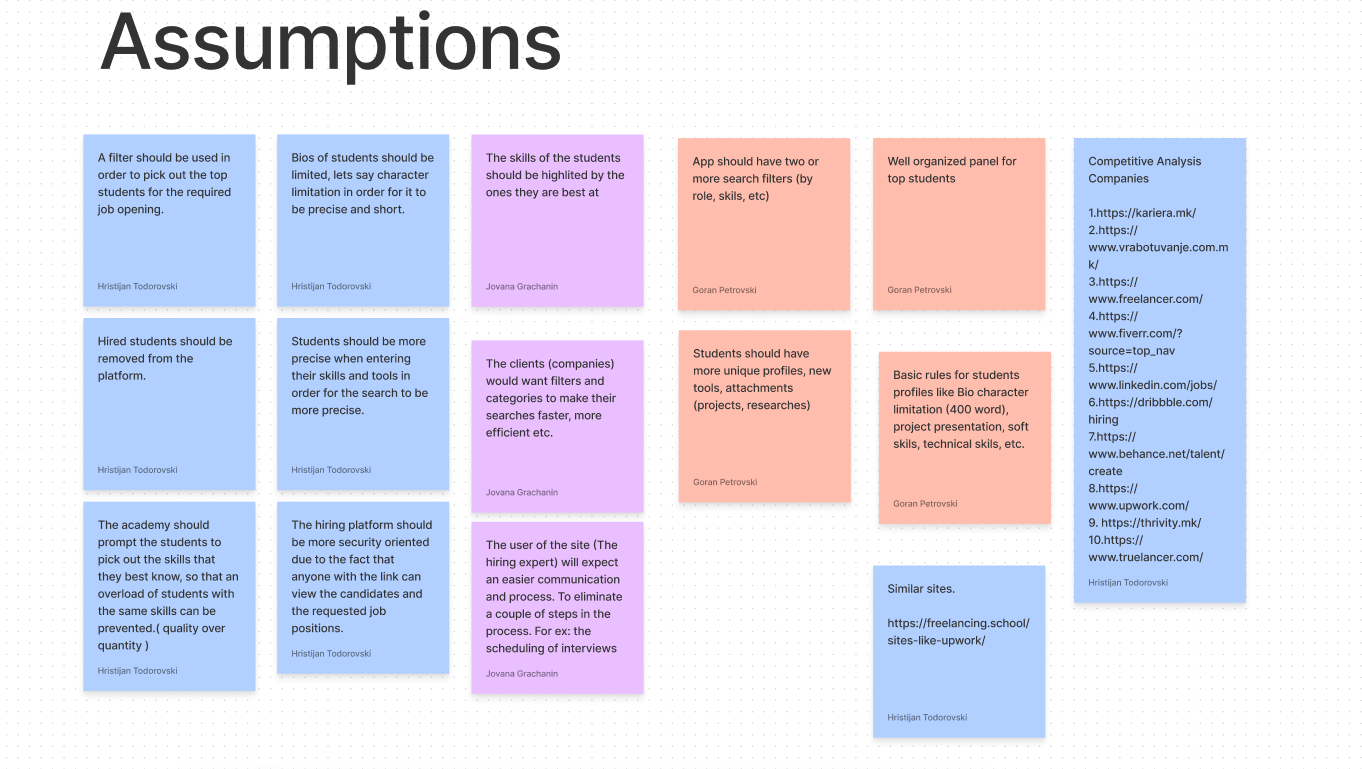 Assumptions
A filter should be used in
order to pick out the top
students for the required
job opening.
Hristijan Todorovski
Bios of students should be
limited, lets say character
limitation in order for it to
be precise and short.
Hristijan Todorovski
The skills of the students
should be highlited by the
ones they are best at
Jovana Grachanin
App should have two or
more search filters (by
role, skils, etc)
Goran Petrovski
Well organized panel for
top students
Goran Petrovski
Competitive Analysis
Companies
1.https://kariera.mk/
2.https://
www.vrabotuvanje.com.m
k/
3.https://
www.freelancer.com/
4.https://
www.fiverr.com/?
source=top_nav
5.https://
www.linkedin.com/jobs/
6.https://dribbble.com/
hiring
7.https://
www.behance.net/talent/
create
8.https://
www.upwork.com/
9. https://thrivity.mk/
10.https://
www.truelancer.com/
Hristijan Todorovski
Hired students should be
removed from the
platform.
Hristijan Todorovski
Students should be more
precise when entering
their skills and tools in
order for the search to be
more precise.
Hristijan Todorovski
The clients (companies)
would want filters and
categories to make their
searches faster, more
efficient etc.
Jovana Grachanin
Students should have
more unique profiles, new
tools, attachments
(projects, researches)
Goran Petrovski
Basic rules for students
profiles like Bio character
limitation (400 word),
project presentation, soft
skils, technical skils, etc.
Goran Petrovski
The academy should
prompt the students to
pick out the skills that
they best know, so that an
overload of students with
the same skills can be
prevented.( quality over
quantity )
Hristijan Todorovski
The hiring platform should
be more security oriented
due to the fact that
anyone with the link can
view the candidates and
the requested job
positions.
Hristijan Todorovski
The user of the site (The
hiring expert) will expect
an easier communication
and process. To eliminate
a couple of steps in the
process. For ex: the
scheduling of interviews
Jovana Grachanin
Similar sites.
https://freelancing.school/
sites-like-upwork/
Hristijan Todorovski